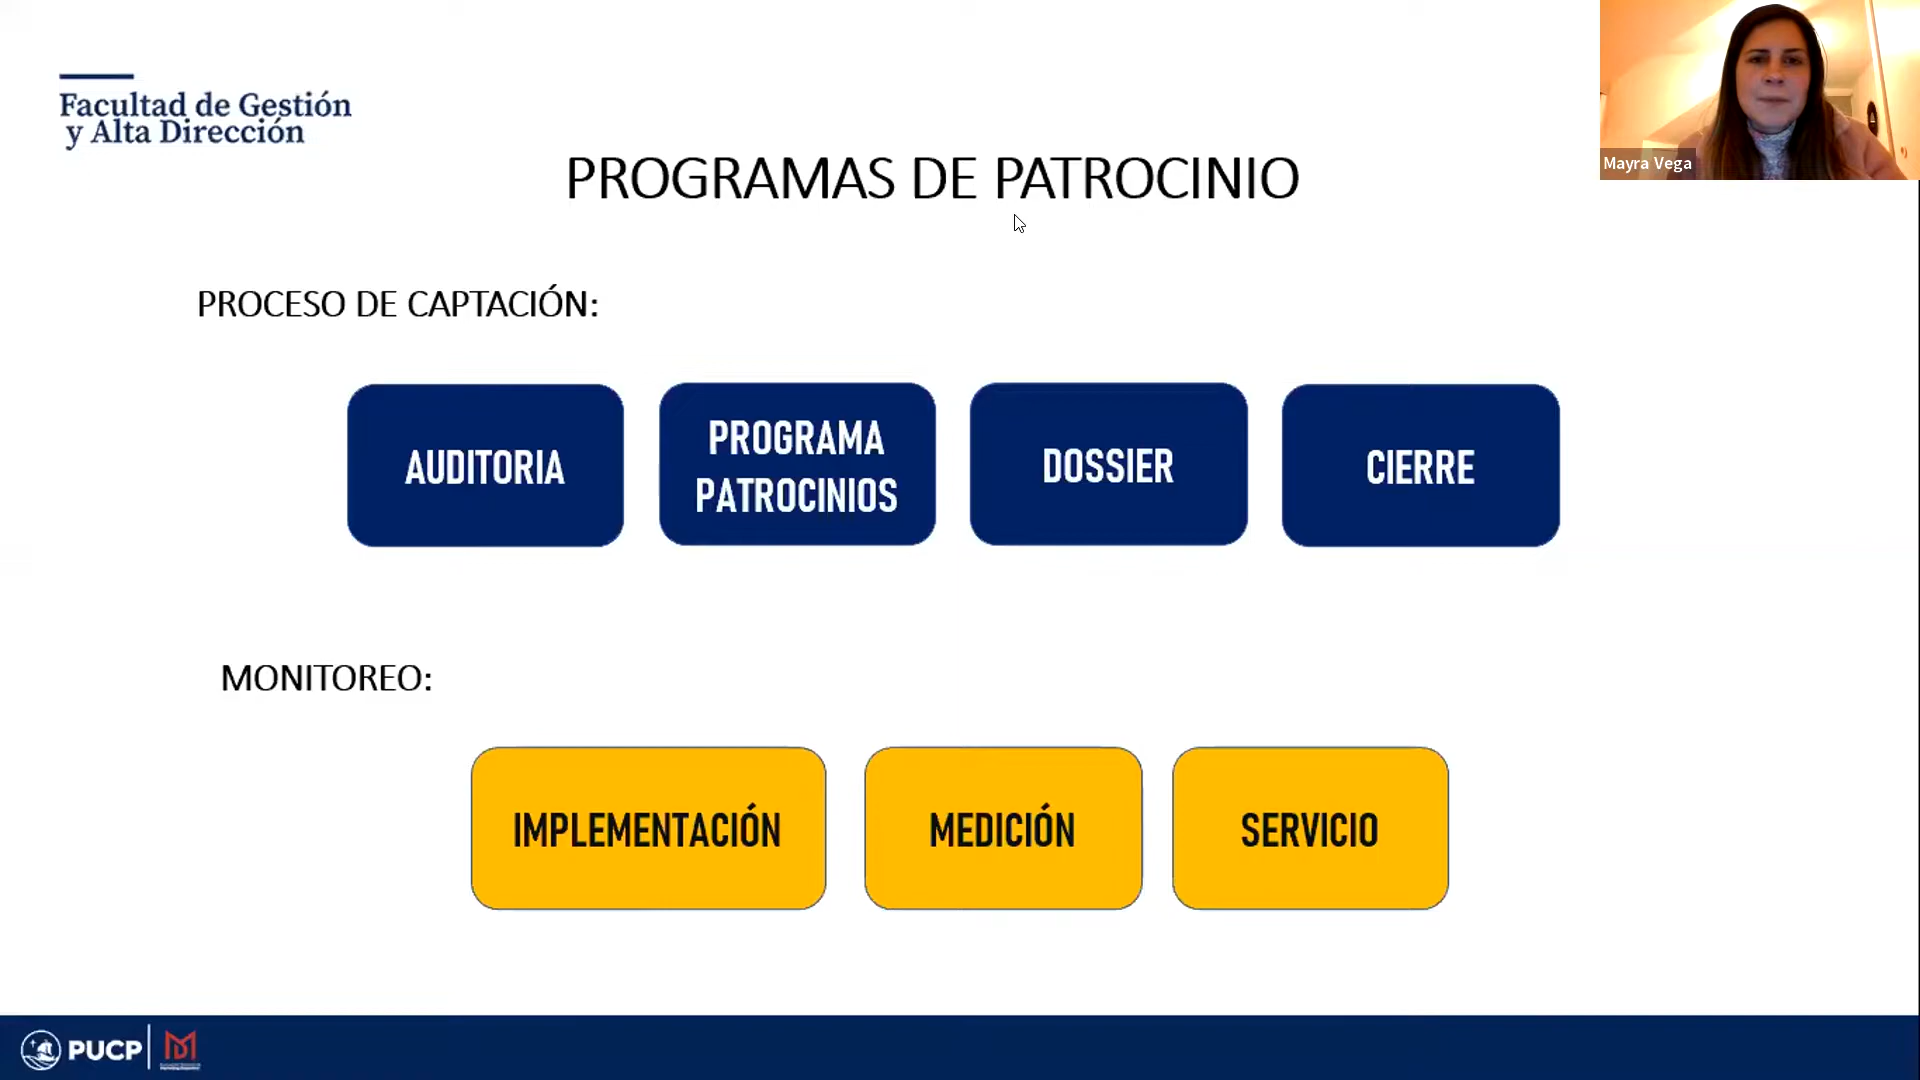 Facultad de Gestión
y Alta Dirección
Mayra Vega
PROGRAMAS DE PATROCINIO
PROCESO DE CAPTACIÓN:
AUDITORIA
PROGRAMA
PATROCINIOS
DOSSIER
CIERRE
MONITOREO:
IMPLEMENTACIÓN
MEDICIÓN
SERVICIO
PUCP